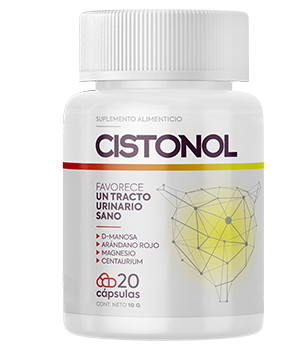 SUPLEMENTO ALIMENTICIO
CISTONOL
FAVORECE
UN TRACTO
URINARIO
SANO
D-MANOSA
ARÁNDANO ROJO
MAGNESIO
CENTAURIUM
20
cápsulas
CONT. NETO 10 G